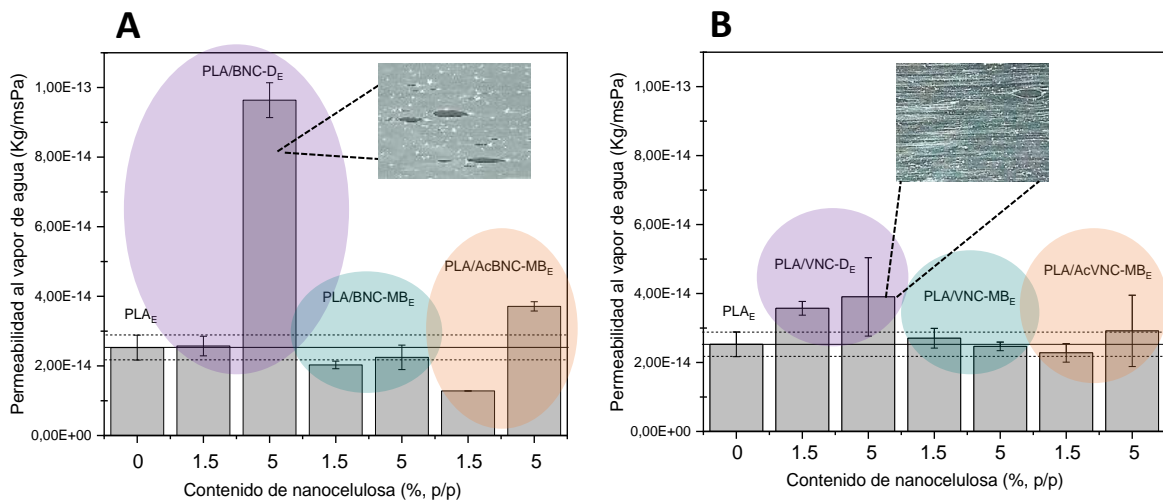 A
Permeabilidad al vapor de agua (Kg/msPa)
1,00E-13
8,00E-14
6,00E-14
4,00E-14
2,00E-14
0,00E+00
PLA/BNC-DE
PLAE
PLA/BNC-MBE
PLA/AcBNC-MBE
0 1.5 5 1.5 5 1.5 5
Contenido de nanocelulosa (%, p/p)
B
Permeabilidad al vapor de agua (Kg/msPa)
1,00E-13
8,00E-14
6,00E-14
4,00E-14
2,00E-14
0,00E+00
PLA/VNC-DE
PLAE
PLA/VNC-MBE
PLA/AcVNC-MBE
0 1.5 5 1.5 5 1.5 5
Contenido de nanocelulosa (%, p/p)